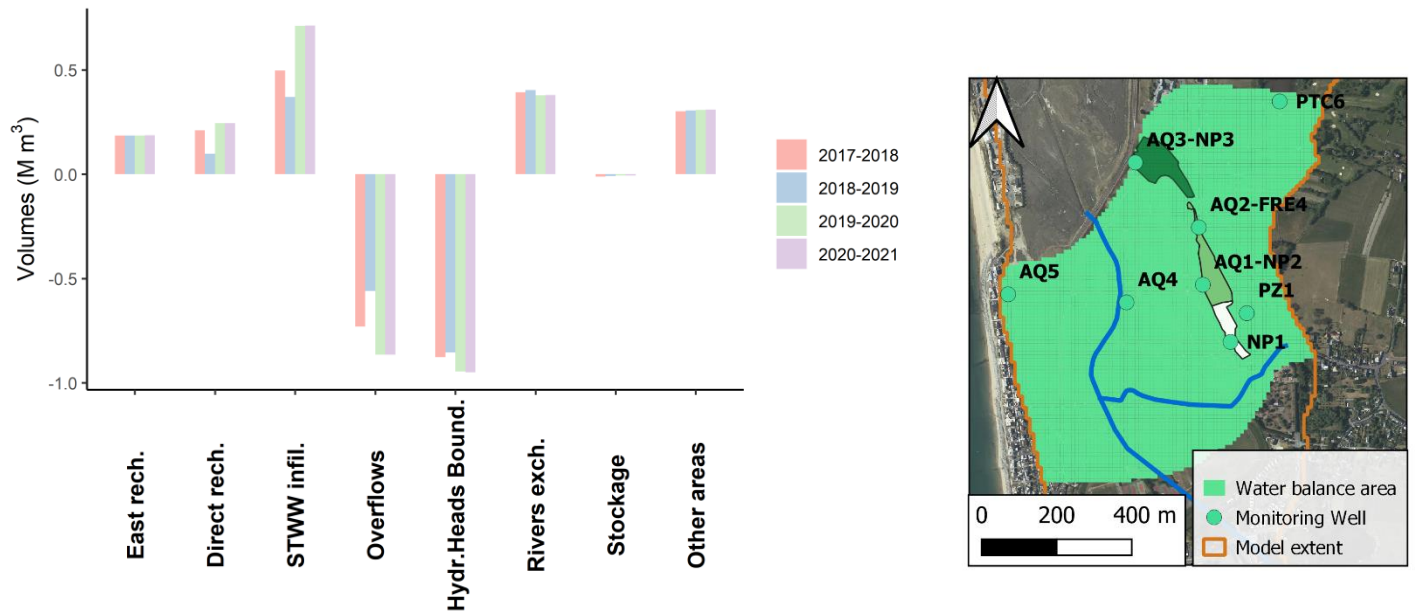 Volumes (M m³)
0.5
0.0
-0.5
-1.0
East rech.
Direct rech.
STWW infil.
Overflows
Hydr.Heads Bound.
Rivers exch.
Stockage
Other areas
2017-2018
2018-2019
2019-2020
2020-2021
PTC6
AQ3-NP3
AQ2-FRE4
AQ5
AQ4
AQ1-NP2
PZ1
NP1
0 200 400 m
Water balance area
Monitoring Well
Model extent